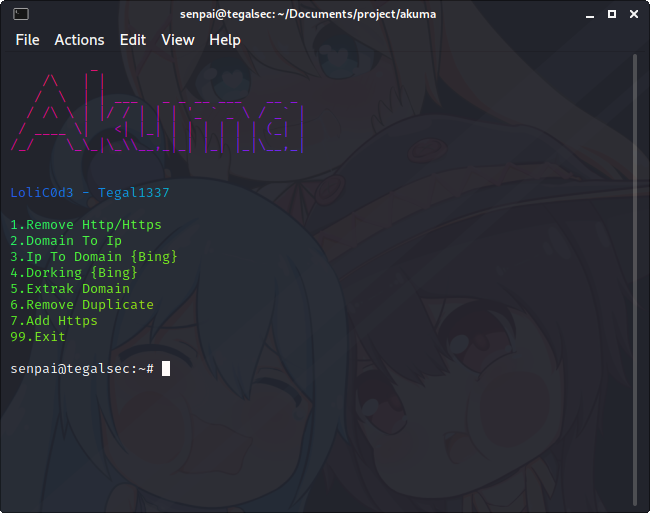 senpai@tegalsec: ~/Documents/project/akuma
File Actions Edit View Help
Akuma
LoliC0d3 - Tegal1337
1.Remove Http/Https
2.Domain To Ip
3.Ip To Domain {Bing}
4.Dorking {Bing}
5.Extrak Domain
6.Remove Duplicate
7.Add Https
99.Exit
senpai@tegalsec:~#